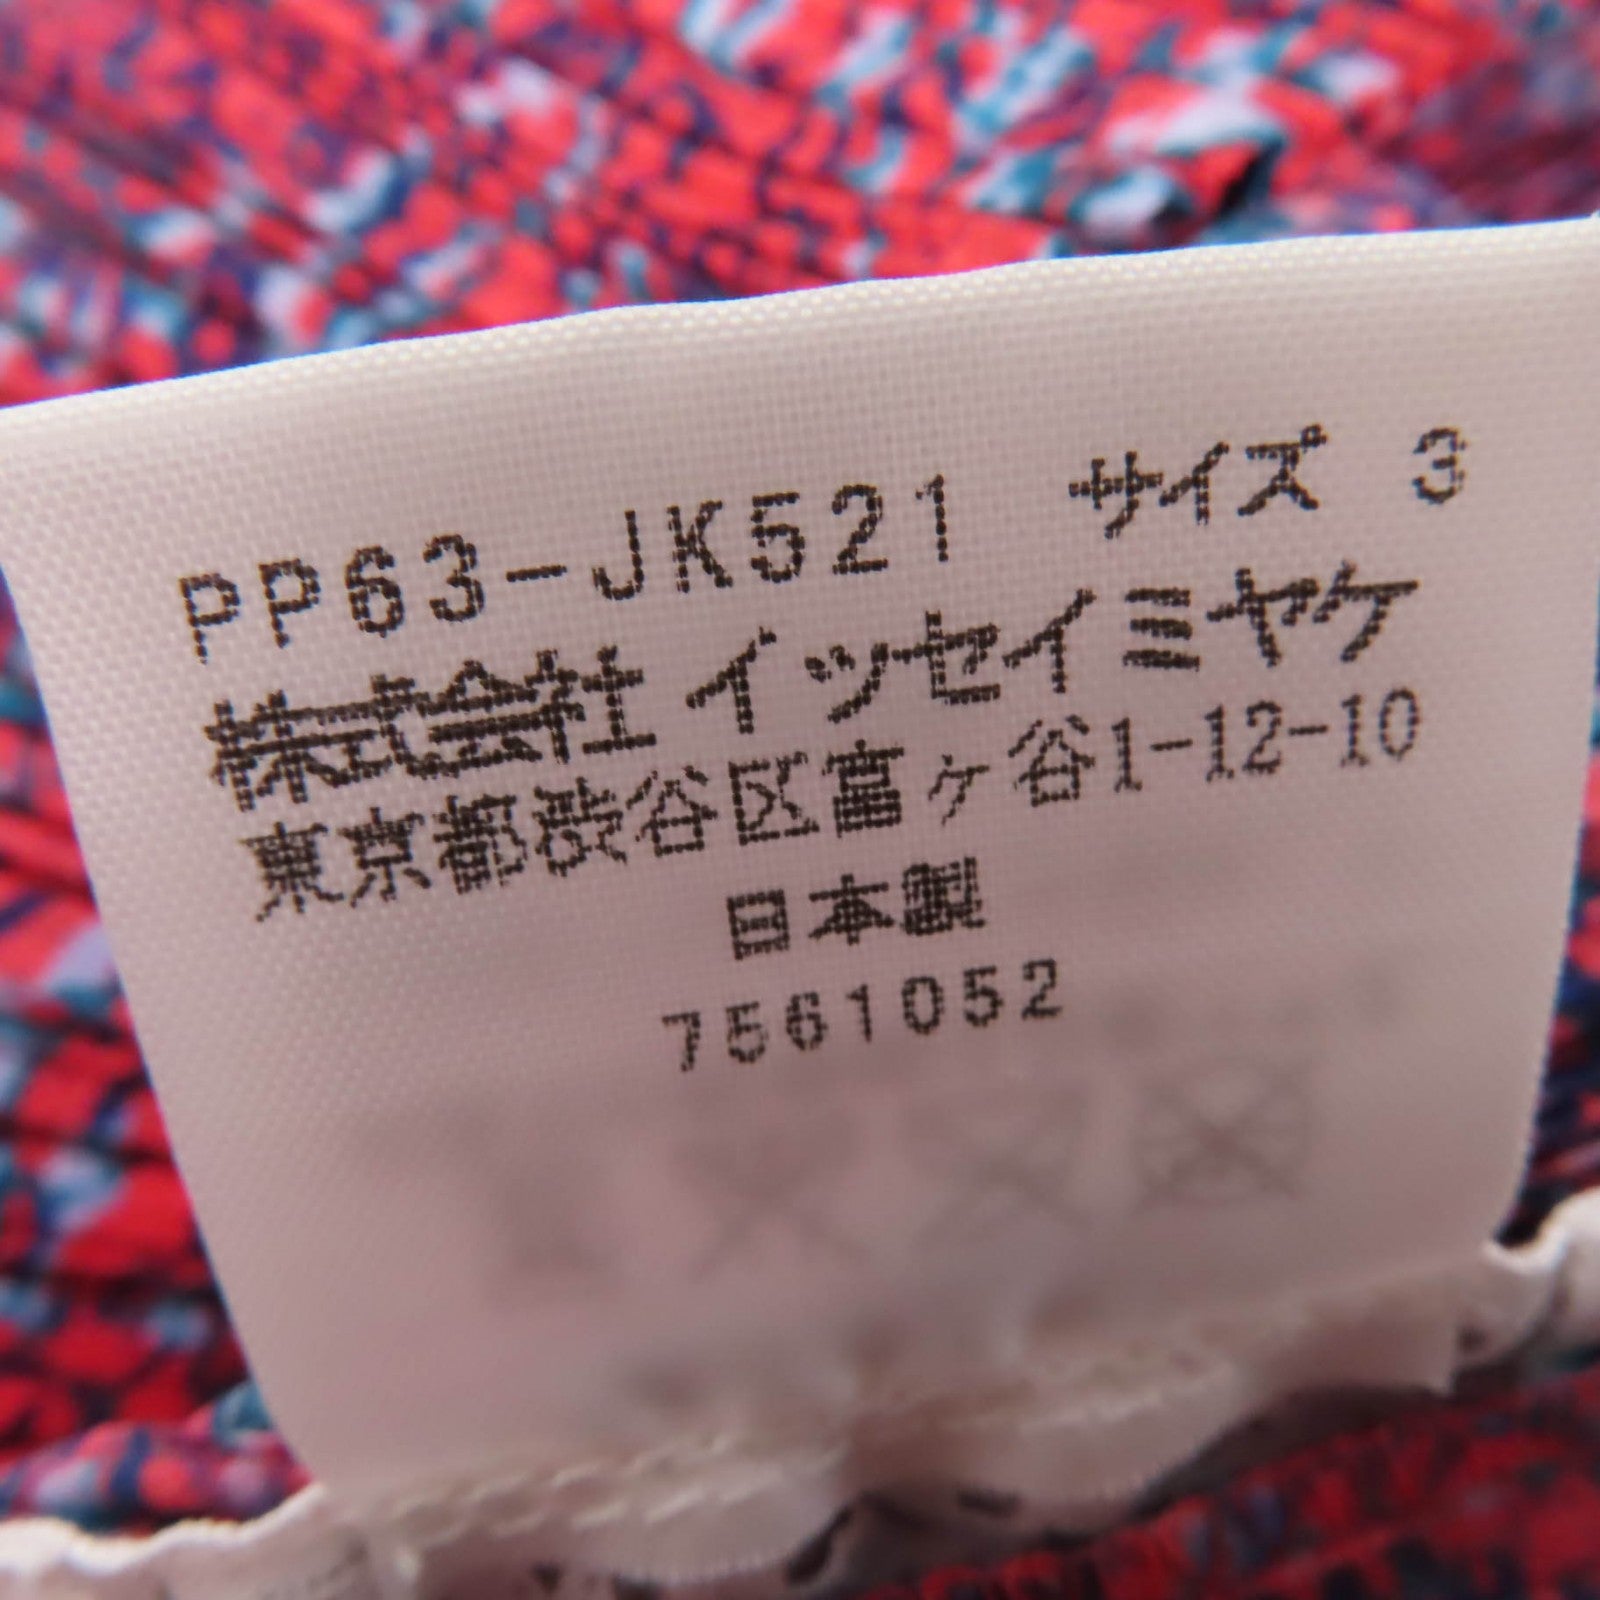 PP63-JK521 サイズ 3
株式会社 イッセイミヤケ
東京都渋谷区富ヶ谷1-12-10
日本製
7561052